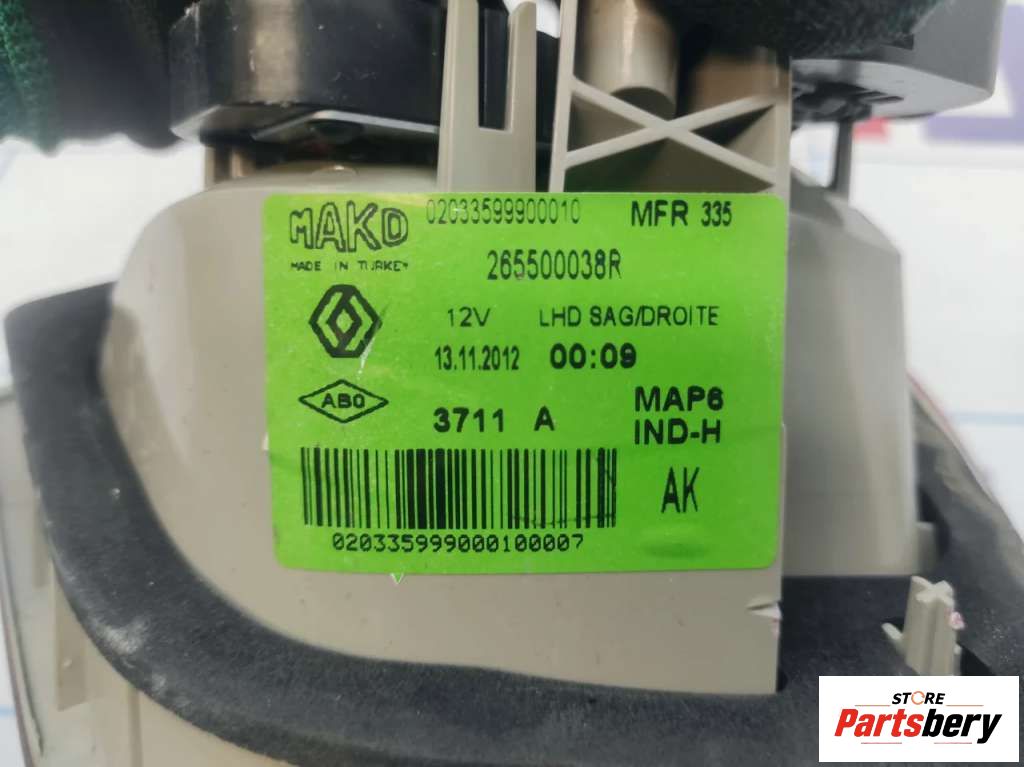 MAKO 02033599900010 MFR 335
MADE IN TURKEY 265500038R
12V LHD SAG/DROITE
13.11.2012 00:09
ABO 3711 A MAP6
IND-H
AK
020335999000100007
STORE
Partsbery